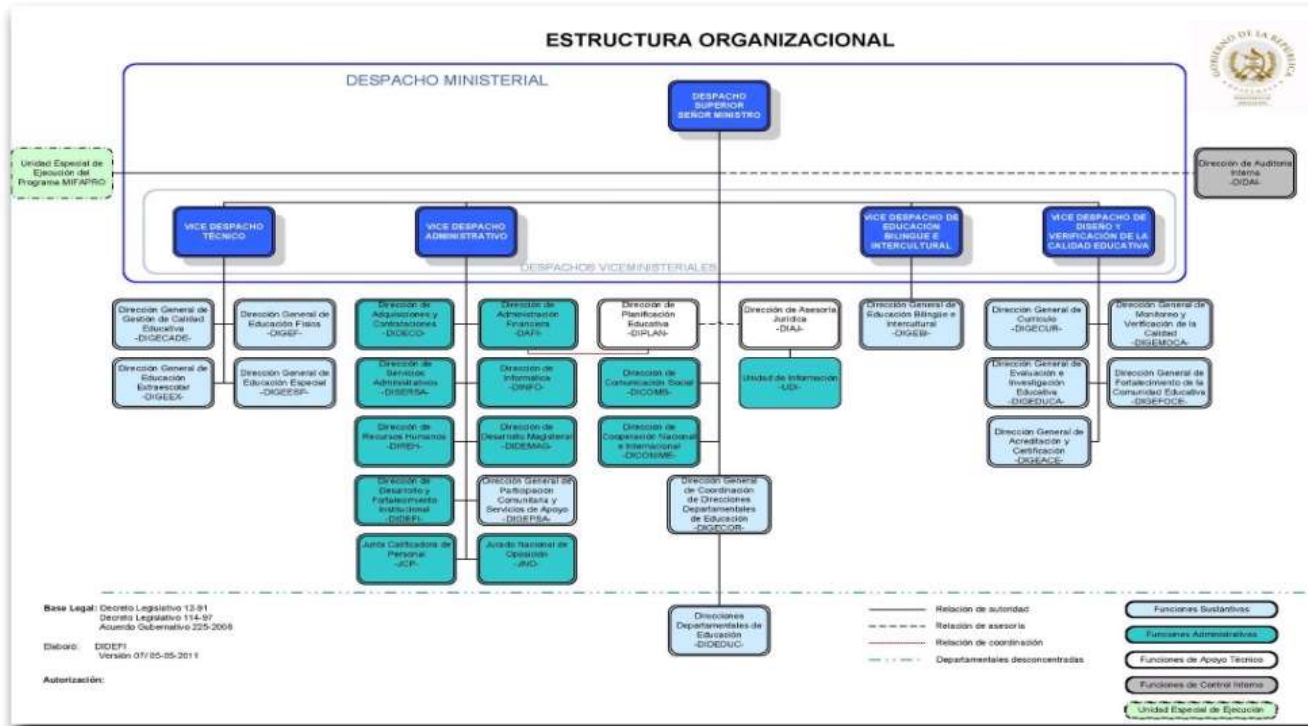 ESTRUCTURA ORGANIZACIONAL
GOBIERNO DE LA REPÚBLICA
DESPACHO MINISTERIAL
DESPACHO
SUPERIOR
SEÑOR MINISTRO
Unidad Especial de
Ejecución del
Programa MIFAPRO
Dirección de Auditoría
Interna
-DIDAI-
VICE DESPACHO
TÉCNICO
VICE DESPACHO
ADMINISTRATIVO
VICE DESPACHO DE
EDUCACIÓN
BILINGÜE E
INTERCULTURAL
VICE DESPACHO DE
DISEÑO Y
VERIFICACIÓN DE LA
CALIDAD EDUCATIVA
DESPACHOS VICEMINISTERIALES
Dirección General de
Gestión de Calidad
Educativa
-DIGECADE-
Dirección General de
Educación Física
-DIGEF-
Dirección de
Adquisiciones
y Contrataciones
-DIDECO-
Dirección de
Administración
Financiera
-DAFI-
Dirección de
Planificación
Educativa
-DIPLAN-
Dirección de Asesoría
Jurídica
-DIAJ-
Dirección General de
Educación Bilingüe e
Intercultural
-DIGEBI-
Dirección General de
Currículo
-DIGECUR-
Dirección General de
Monitoreo y
Verificación de la
Calidad
-DIGEMOCA-
Dirección General de
Educación
Extraescolar
-DIGEEX-
Dirección General de
Educación Especial
-DIGEESP-
Dirección de
Servicios
Administrativos
-DISERSA-
Dirección de
Informática
-DINFO-
Dirección de
Comunicación Social
-DICOMS-
Unidad de Información
-UDI-
Dirección General de
Evaluación e
Investigación
Educativa
-DIGEDUCA-
Dirección General de
Fortalecimiento de la
Comunidad Educativa
-DIGEFOCE-
Dirección de
Recursos Humanos
-DIREH-
Dirección de
Desarrollo Magisterial
-DIDEMAG-
Dirección de
Cooperación Nacional
e Internacional
-DICONIME-
Dirección General de
Acreditación y
Certificación
-DIGEACE-
Dirección de
Desarrollo y
Fortalecimiento
Institucional
-DIDEFI-
Dirección General de
Participación
Comunitaria y
Servicios de Apoyo
-DIGEPSA-
Dirección General
de Coordinación
de Direcciones
Departamentales
de Educación
-DIGECOR-
Junta Calificadora de
Personal
-JCP-
Jurado Nacional de
Oposición
-JNO-
Direcciones
Departamentales de
Educación
-DIDEDUC-
Base Legal: Decreto Legislativo 12-91
Decreto Legislativo 114-97
Acuerdo Gubernativo 225-2008
Elaboró: DIDEFI
Versión 07/ 05-05-2011
Autorización:
Relación de autoridad
Relación de asesoría
Relación de coordinación
Departamentales desconcentradas
Funciones Sustantivas
Funciones Administrativas
Funciones de Apoyo Técnico
Funciones de Control Interno
Unidad Especial de Ejecución